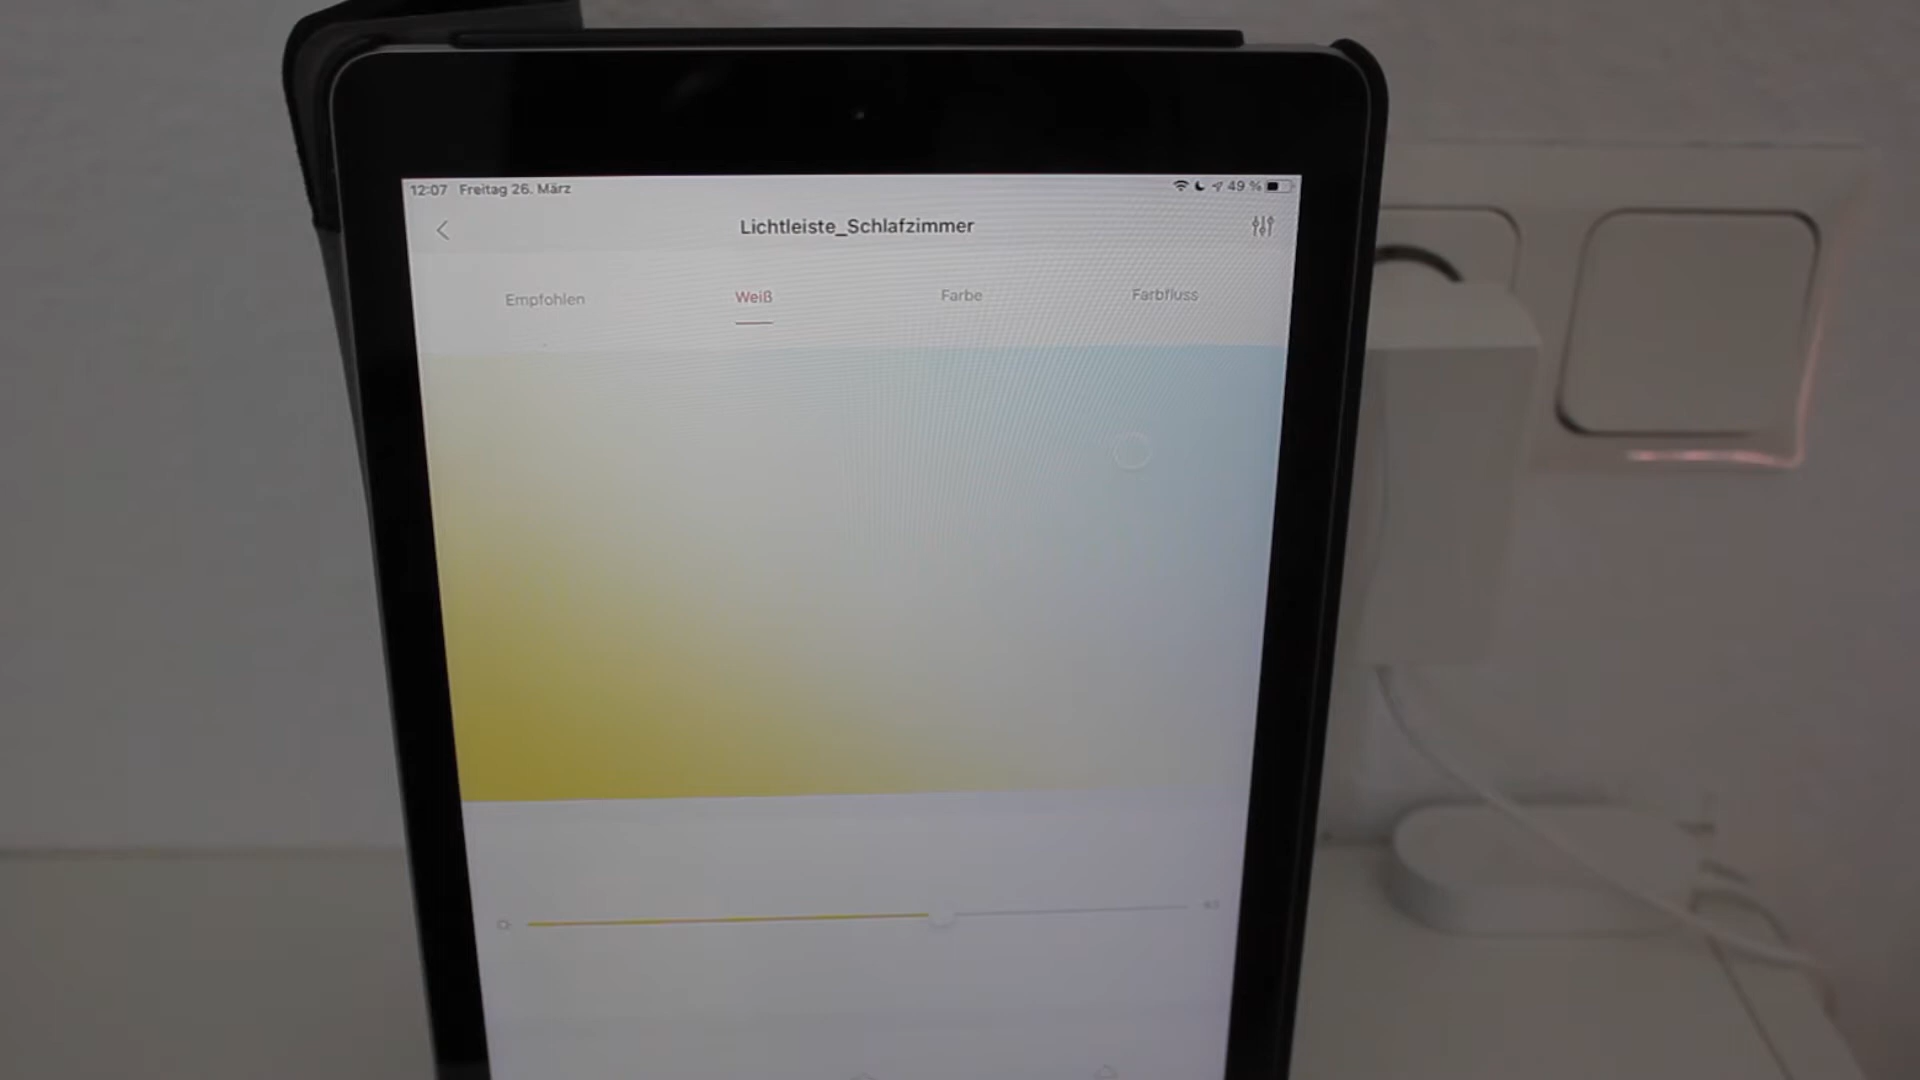 12:07 Freitag 26. März 49 %
Lichtleiste_Schlafzimmer
Empfohlen Weiß Farbe Farbfluss